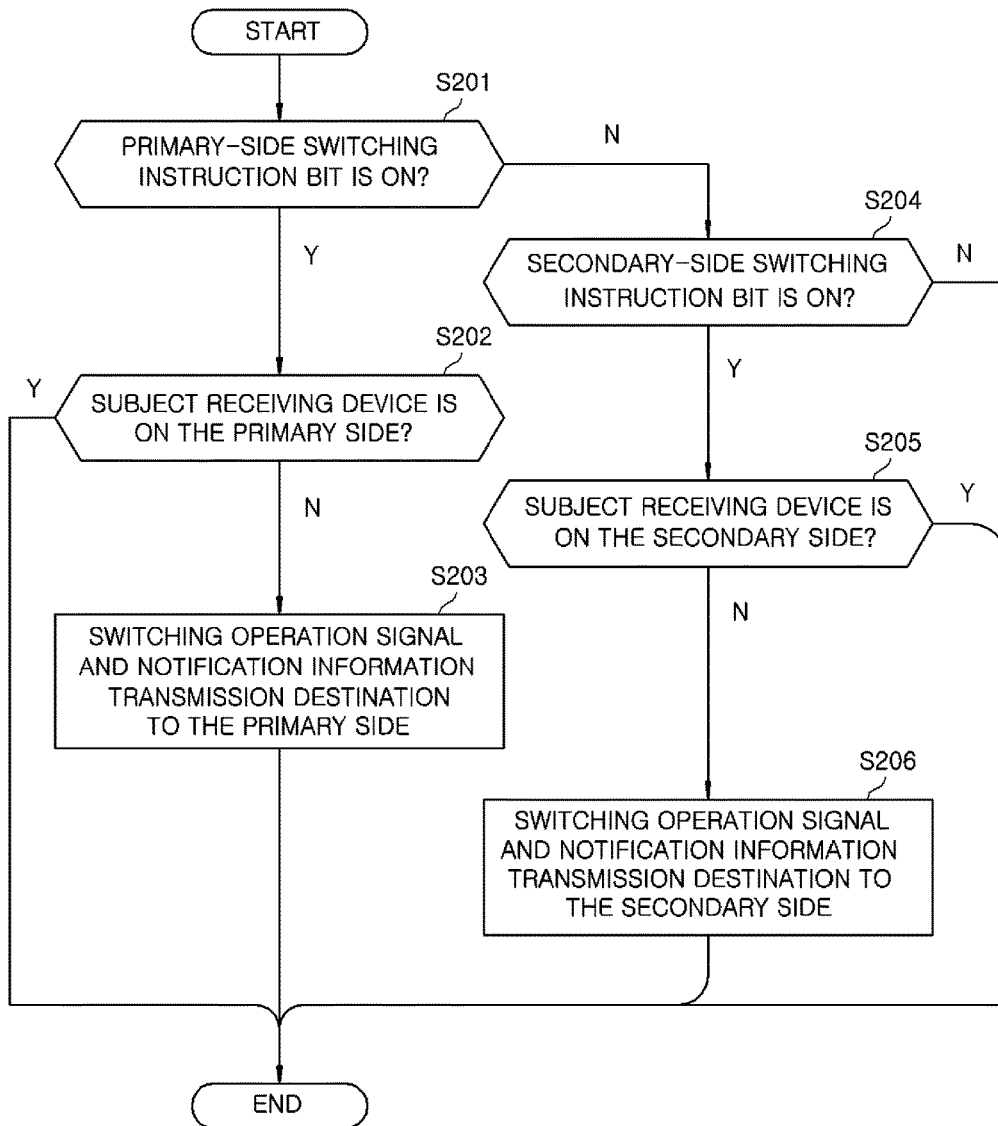 START
S201
PRIMARY-SIDE SWITCHING
INSTRUCTION BIT IS ON?
N
Y
S204
SECONDARY-SIDE SWITCHING
INSTRUCTION BIT IS ON?
N
Y
S202
SUBJECT RECEIVING DEVICE IS
ON THE PRIMARY SIDE?
Y
N
S205
SUBJECT RECEIVING DEVICE IS
ON THE SECONDARY SIDE?
Y
N
S203
SWITCHING OPERATION SIGNAL
AND NOTIFICATION INFORMATION
TRANSMISSION DESTINATION
TO THE PRIMARY SIDE
S206
SWITCHING OPERATION SIGNAL
AND NOTIFICATION INFORMATION
TRANSMISSION DESTINATION TO
THE SECONDARY SIDE
END